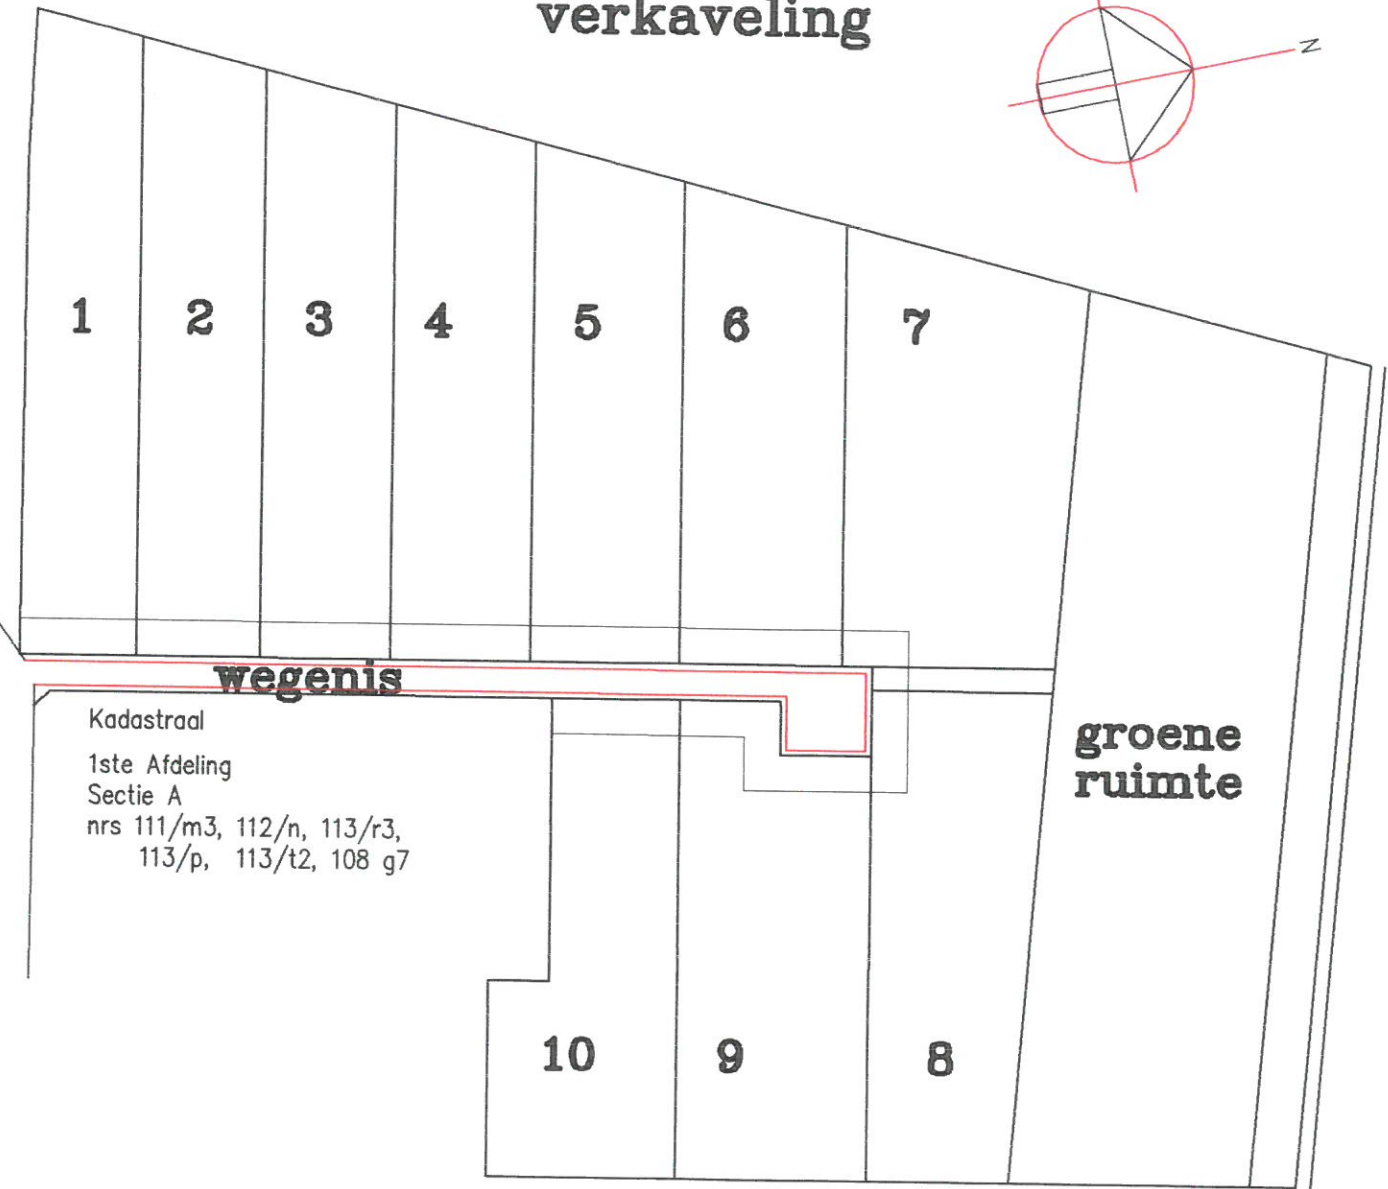 verkaveling
N
1 2 3 4 5 6 7
wegenis
Kadastraal
1ste Afdeling
Sectie A
nrs 111/m3, 112/n, 113/r3,
113/p, 113/t2, 108 g7
groene
ruimte
10 9 8